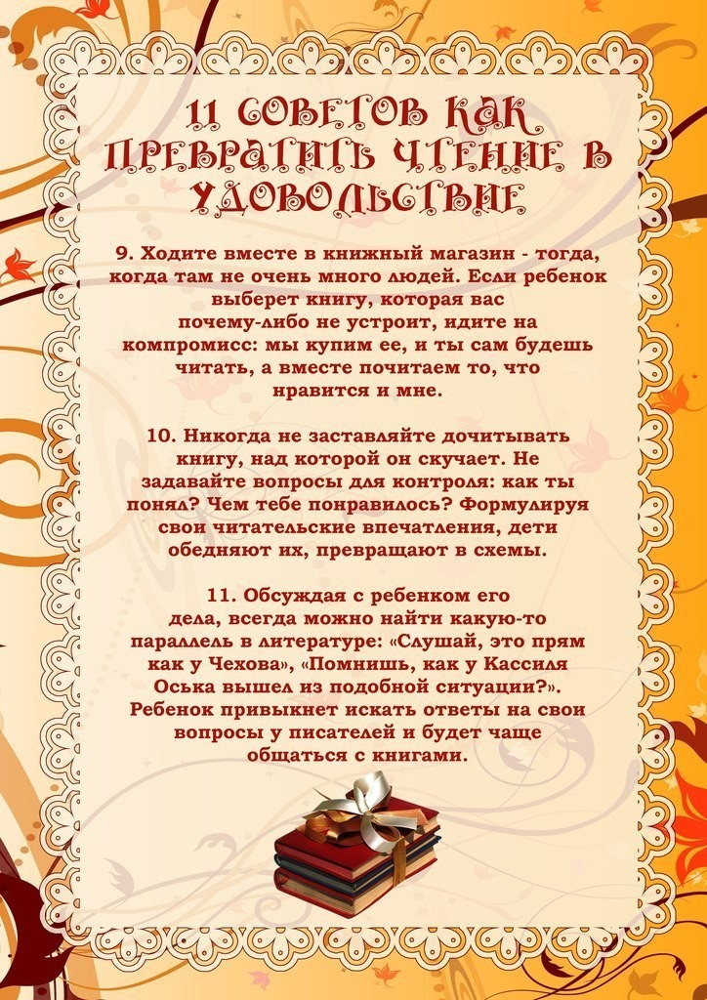 11 СОВЕТОВ КАК
ПРЕВРАТИТЬ ЧТЕНИЕ В
УДОВОЛЬСТВИЕ
9. Ходите вместе в книжный магазин - тогда,
когда там не очень много людей. Если ребенок
выберет книгу, которая вас
почему-либо не устроит, идите на
компромисс: мы купим ее, и ты сам будешь
читать, а вместе почитаем то, что
нравится и мне.
10. Никогда не заставляйте дочитывать
книгу, над которой он скучает. Не
задавайте вопросы для контроля: как ты
понял? Чем тебе понравилось? Формулируя
свои читательские впечатления, дети
обедняют их, превращают в схемы.
11. Обсуждая с ребенком его
дела, всегда можно найти какую-то
параллель в литературе: «Слушай, это прям
как у Чехова», «Помнишь, как у Кассиля
Оська вышел из подобной ситуации?».
Ребенок привыкнет искать ответы на свои
вопросы у писателей и будет чаще
общаться с книгами.